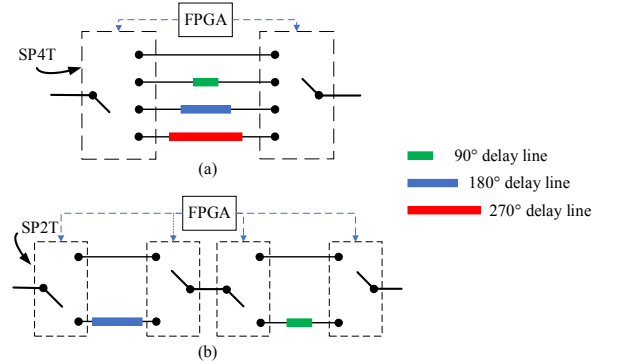 FPGA
SP4T
(a)
90° delay line
180° delay line
270° delay line
FPGA
SP2T
(b)